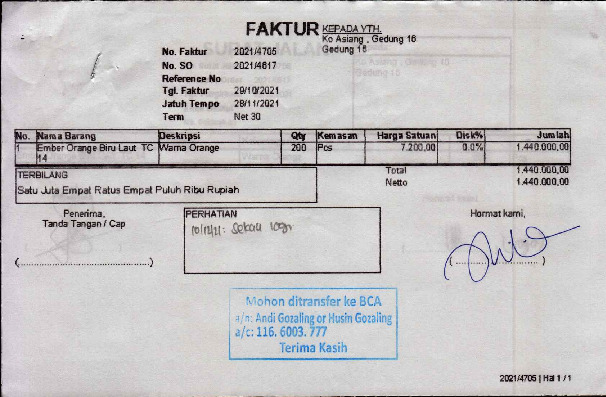 FAKTUR
KEPADA YTH.
Ko Asiang , Gedung 16
Gedung 16
No. Faktur 2021/4705
No. SO 2021/4617
Reference No
Tgl. Faktur 29/10/2021
Jatuh Tempo 28/11/2021
Term Net 30
No. Nama Barang Deskripsi Qty Kemasan Harga Satuan Disk% Jumlah
1 Ember Orange Biru Laut TC 14 Warna Orange 200 Pcs 7.200,00 0.0% 1.440.000,00
Total 1.440.000,00
Netto 1.440.000,00
TERBILANG
Satu Juta Empat Ratus Empat Puluh Ribu Rupiah
Penerima,
Tanda Tangan / Cap
(..............................)
PERHATIAN
10/12/21:
Hormat kami,
(..............................)
Mohon ditransfer ke BCA
a/n: Andi Gozaling or Husin Gozaling
a/c: 116. 6003. 777
Terima Kasih
2021/4705 | Hal 1 / 1